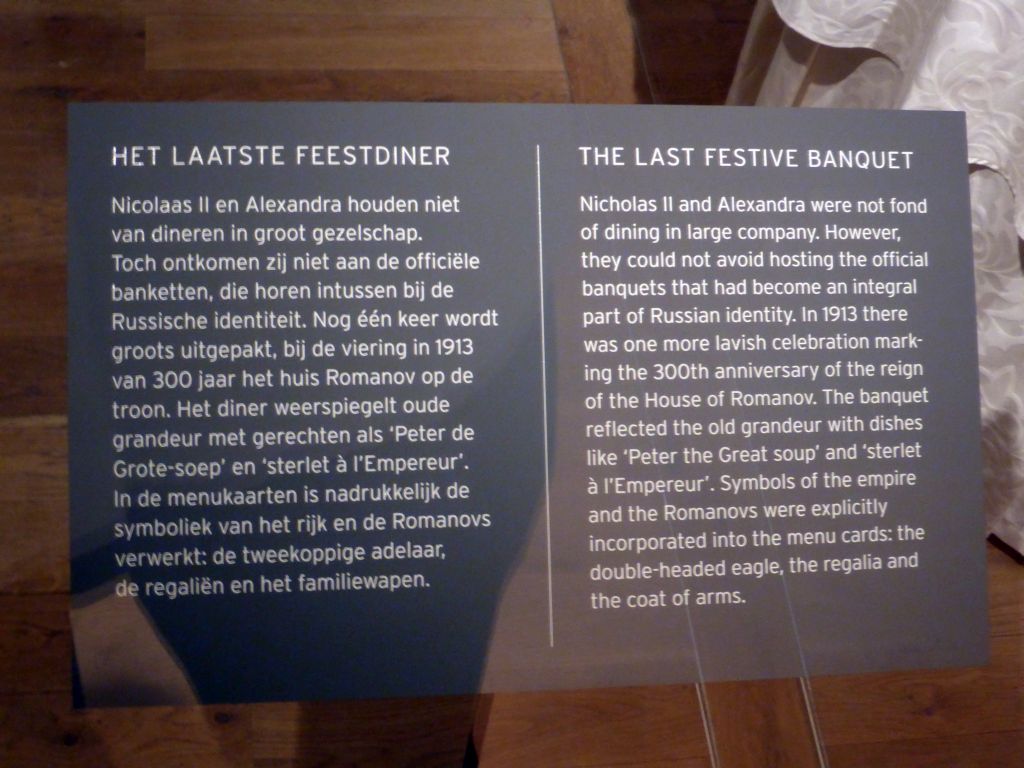 HET LAATSTE FEESTDINER
Nicolaas II en Alexandra houden niet
van dineren in groot gezelschap.
Toch ontkomen zij niet aan de officiële
banketten, die horen intussen bij de
Russische identiteit. Nog één keer wordt
groots uitgepakt, bij de viering in 1913
van 300 jaar het huis Romanov op de
troon. Het diner weerspiegelt oude
grandeur met gerechten als ‘Peter de
Grote-soep’ en ‘sterlet à l’Empereur’.
In de menukaarten is nadrukkelijk de
symboliek van het rijk en de Romanovs
verwerkt: de tweekoppige adelaar,
de regaliën en het familiewapen.
THE LAST FESTIVE BANQUET
Nicholas II and Alexandra were not fond
of dining in large company. However,
they could not avoid hosting the official
banquets that had become an integral
part of Russian identity. In 1913 there
was one more lavish celebration mark-
ing the 300th anniversary of the reign
of the House of Romanov. The banquet
reflected the old grandeur with dishes
like ‘Peter the Great soup’ and ‘sterlet
à l’Empereur’. Symbols of the empire
and the Romanovs were explicitly
incorporated into the menu cards: the
double-headed eagle, the regalia and
the coat of arms.